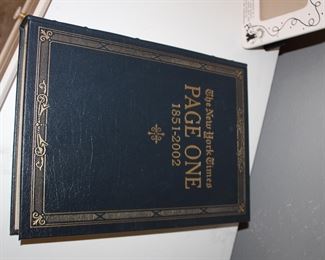 The New York Times
PAGE ONE
1851-2002